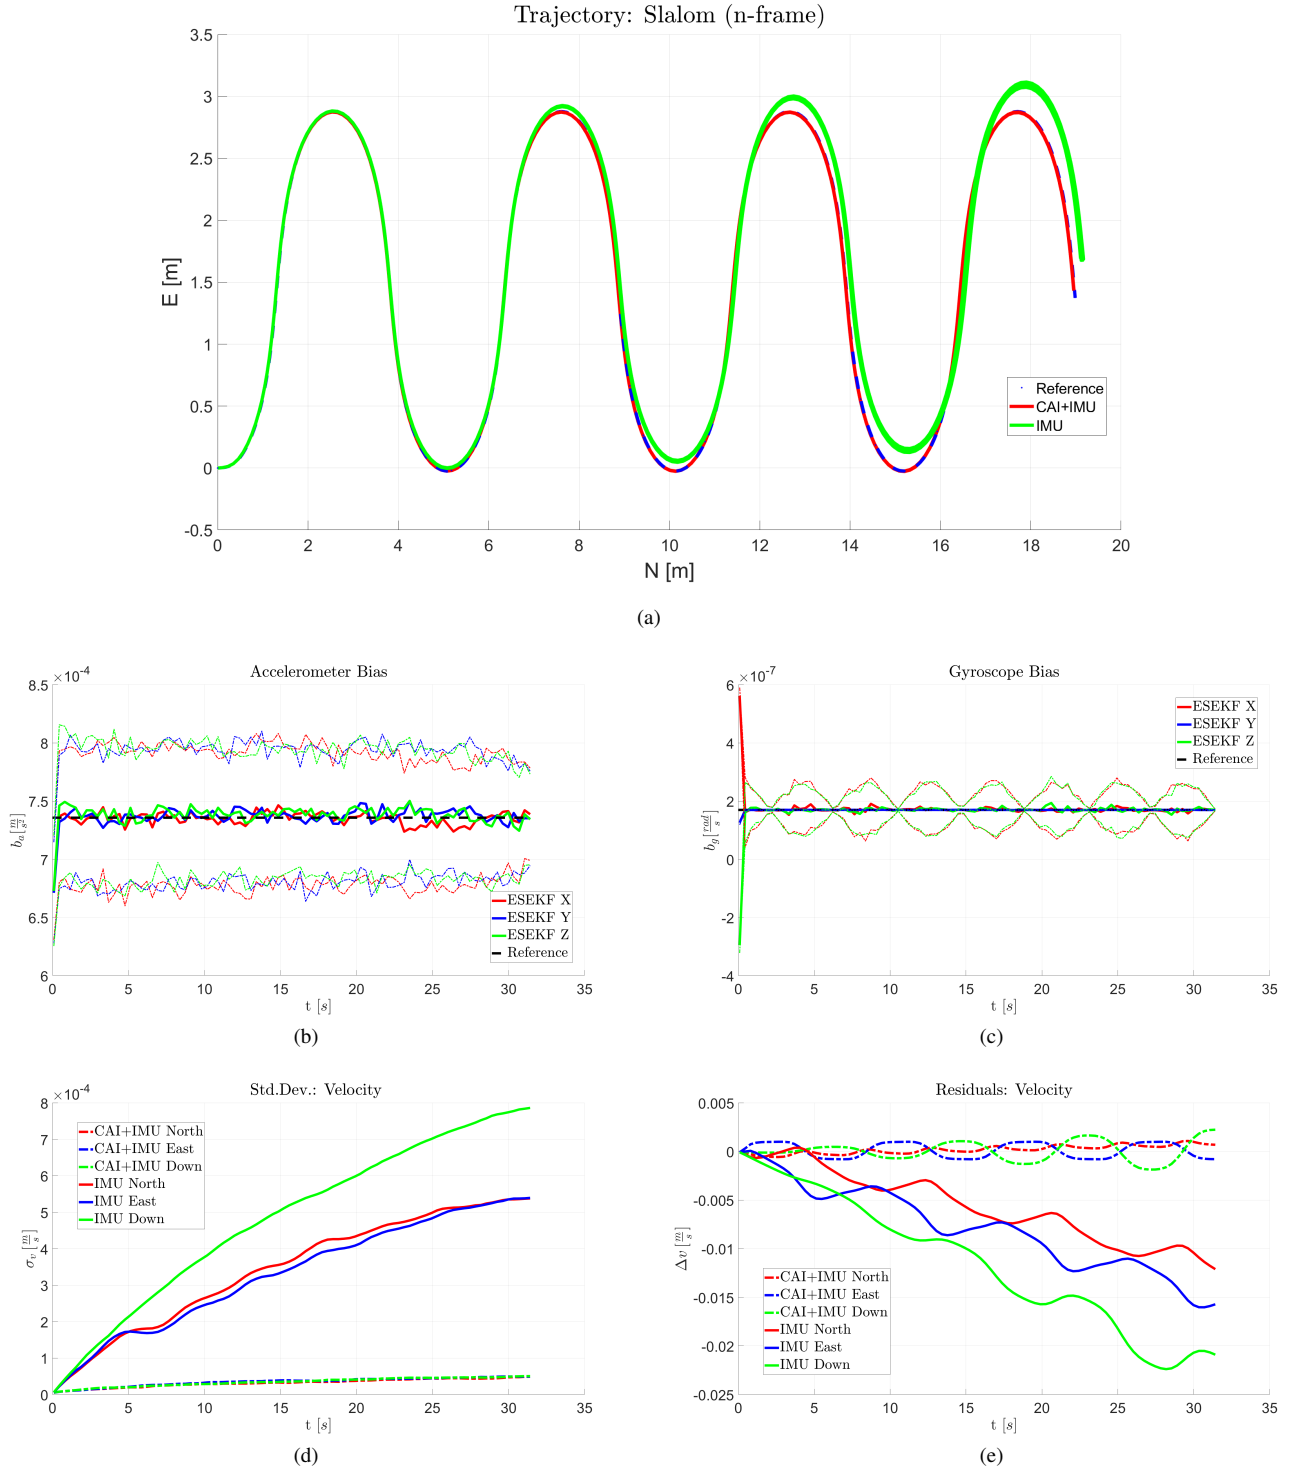 Trajectory: Slalom (n-frame)
3.5
3
2.5
2
1.5
1
0.5
0
-0.5
E [m]
0 2 4 6 8 10 12 14 16 18 20
N [m]
Reference
CAI+IMU
IMU
(a)
Accelerometer Bias
×10⁻⁴
8.5
8
7.5
7
6.5
6
b_a [m/s²]
0 5 10 15 20 25 30 35
t [s]
ESEKF X
ESEKF Y
ESEKF Z
Reference
(b)
Gyroscope Bias
×10⁻⁷
6
4
2
0
-2
-4
b_g [rad/s]
0 5 10 15 20 25 30 35
t [s]
ESEKF X
ESEKF Y
ESEKF Z
Reference
(c)
Std.Dev.: Velocity
×10⁻⁴
8
7
6
5
4
3
2
1
0
σ_v [m/s]
0 5 10 15 20 25 30 35
t [s]
CAI+IMU North
CAI+IMU East
CAI+IMU Down
IMU North
IMU East
IMU Down
(d)
Residuals: Velocity
0.005
0
-0.005
-0.01
-0.015
-0.02
-0.025
Δv [m/s]
0 5 10 15 20 25 30 35
t [s]
CAI+IMU North
CAI+IMU East
CAI+IMU Down
IMU North
IMU East
IMU Down
(e)